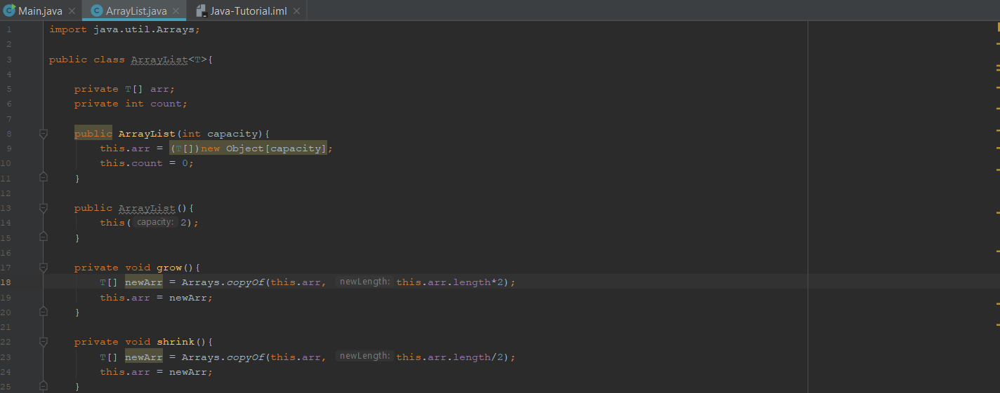 Main.java ArrayList.java Java-Tutorial.iml
1 import java.util.Arrays;
2
3 public class ArrayList<T>{
4
5 private T[] arr;
6 private int count;
7
8 public ArrayList(int capacity){
9 this.arr = (T[])new Object[capacity];
10 this.count = 0;
11 }
12
13 public ArrayList(){
14 this( capacity: 2);
15 }
16
17 private void grow(){
18 T[] newArr = Arrays.copyOf(this.arr, newLength: this.arr.length*2);
19 this.arr = newArr;
20 }
21
22 private void shrink(){
23 T[] newArr = Arrays.copyOf(this.arr, newLength: this.arr.length/2);
24 this.arr = newArr;
25 }